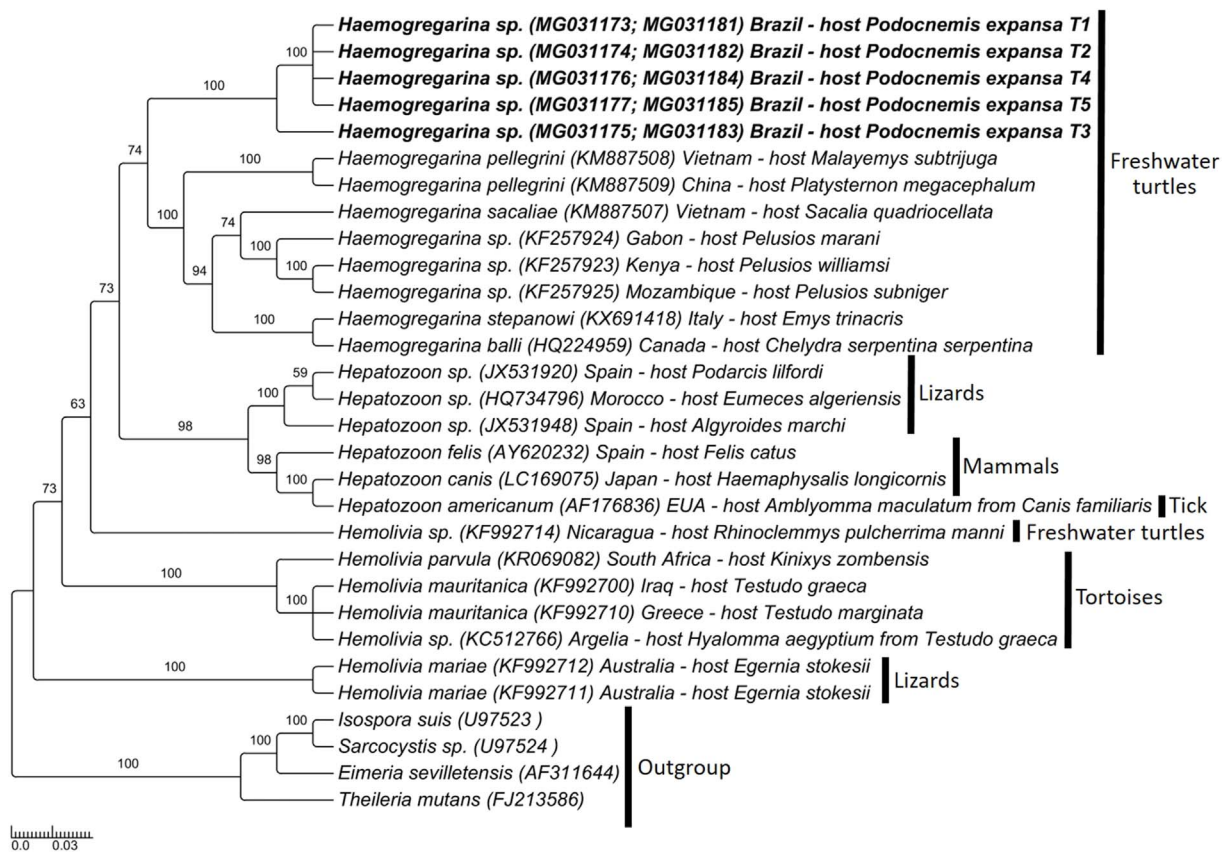 Haemogregarina sp. (MG031173; MG031181) Brazil - host Podocnemis expansa T1
100
Haemogregarina sp. (MG031174; MG031182) Brazil - host Podocnemis expansa T2
Haemogregarina sp. (MG031176; MG031184) Brazil - host Podocnemis expansa T4
100
Haemogregarina sp. (MG031177; MG031185) Brazil - host Podocnemis expansa T5
Haemogregarina sp. (MG031175; MG031183) Brazil - host Podocnemis expansa T3
74
100
Haemogregarina pellegrini (KM887508) Vietnam - host Malayemys subtrijuga
Freshwater
turtles
Haemogregarina pellegrini (KM887509) China - host Platysternon megacephalum
100
74
Haemogregarina sacaliae (KM887507) Vietnam - host Sacalia quadriocellata
100
Haemogregarina sp. (KF257924) Gabon - host Pelusios marani
94
100
Haemogregarina sp. (KF257923) Kenya - host Pelusios williamsi
73
Haemogregarina sp. (KF257925) Mozambique - host Pelusios subniger
100
Haemogregarina stepanowi (KX691418) Italy - host Emys trinacris
Haemogregarina balli (HQ224959) Canada - host Chelydra serpentina serpentina
59
Hepatozoon sp. (JX531920) Spain - host Podarcis lilfordi
100
Hepatozoon sp. (HQ734796) Morocco - host Eumeces algeriensis
Lizards
63
98
Hepatozoon sp. (JX531948) Spain - host Algyroides marchi
98
Hepatozoon felis (AY620232) Spain - host Felis catus
Mammals
100
Hepatozoon canis (LC169075) Japan - host Haemaphysalis longicornis
73
Hepatozoon americanum (AF176836) EUA - host Amblyomma maculatum from Canis familiaris
Tick
Hemolivia sp. (KF992714) Nicaragua - host Rhinoclemmys pulcherrima manni
Freshwater turtles
Hemolivia parvula (KR069082) South Africa - host Kinixys zombensis
100
Hemolivia mauritanica (KF992700) Iraq - host Testudo graeca
Tortoises
100
Hemolivia mauritanica (KF992710) Greece - host Testudo marginata
Hemolivia sp. (KC512766) Argelia - host Hyalomma aegyptium from Testudo graeca
100
Hemolivia mariae (KF992712) Australia - host Egernia stokesii
Lizards
Hemolivia mariae (KF992711) Australia - host Egernia stokesii
100
Isospora suis (U97523 )
100
Sarcocystis sp. (U97524 )
100
Eimeria sevilletensis (AF311644)
Outgroup
Theileria mutans (FJ213586)
0.0 0.03